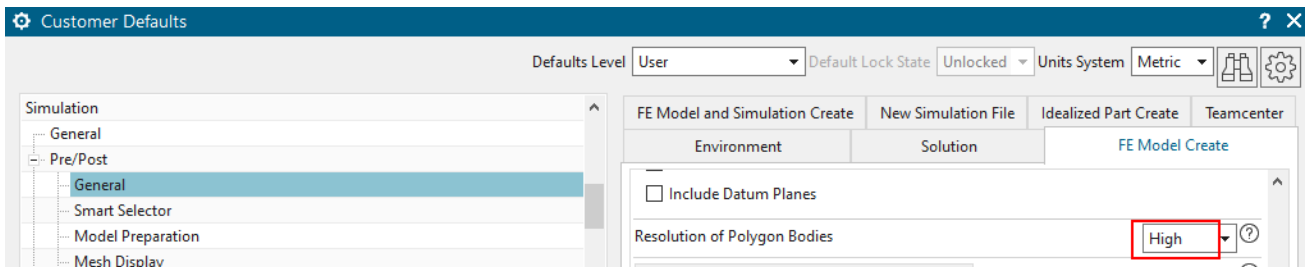 Customer Defaults ? ×
Defaults Level User Default Lock State Unlocked Units System Metric
Simulation
General
Pre/Post
General
Smart Selector
Model Preparation
Mesh Display
FE Model and Simulation Create New Simulation File Idealized Part Create Teamcenter
Environment Solution FE Model Create
Include Datum Planes
Resolution of Polygon Bodies High ?